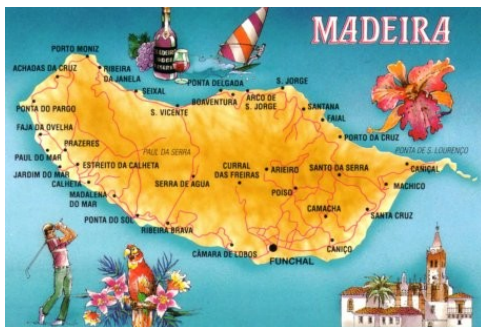 MADEIRA
PORTO MONIZ
ACHADAS DA CRUZ
RIBEIRA
DA JANELA
SEIXAL
PONTA DELGADA
S. JORGE
BOAVENTURA
ARCO DE
S. JORGE
S. VICENTE
SANTANA
FAIAL
PONTA DO PARGO
PORTO DA CRUZ
FAJA DA OVELHA
PRAZERES
PAUL DA SERRA
PONTA DE S. LOURENÇO
PAUL DO MAR
ESTREITO DA CALHETA
CURRAL
DAS FREIRAS
ARIEIRO
SANTO DA SERRA
CANIÇAL
JARDIM DO MAR
CALHETA
SERRA DE AGUA
POISO
MACHICO
MADALENA
DO MAR
CAMACHA
SANTA CRUZ
PONTA DO SOL
RIBEIRA BRAVA
CÂMARA DE LOBOS
CANIÇO
FUNCHAL